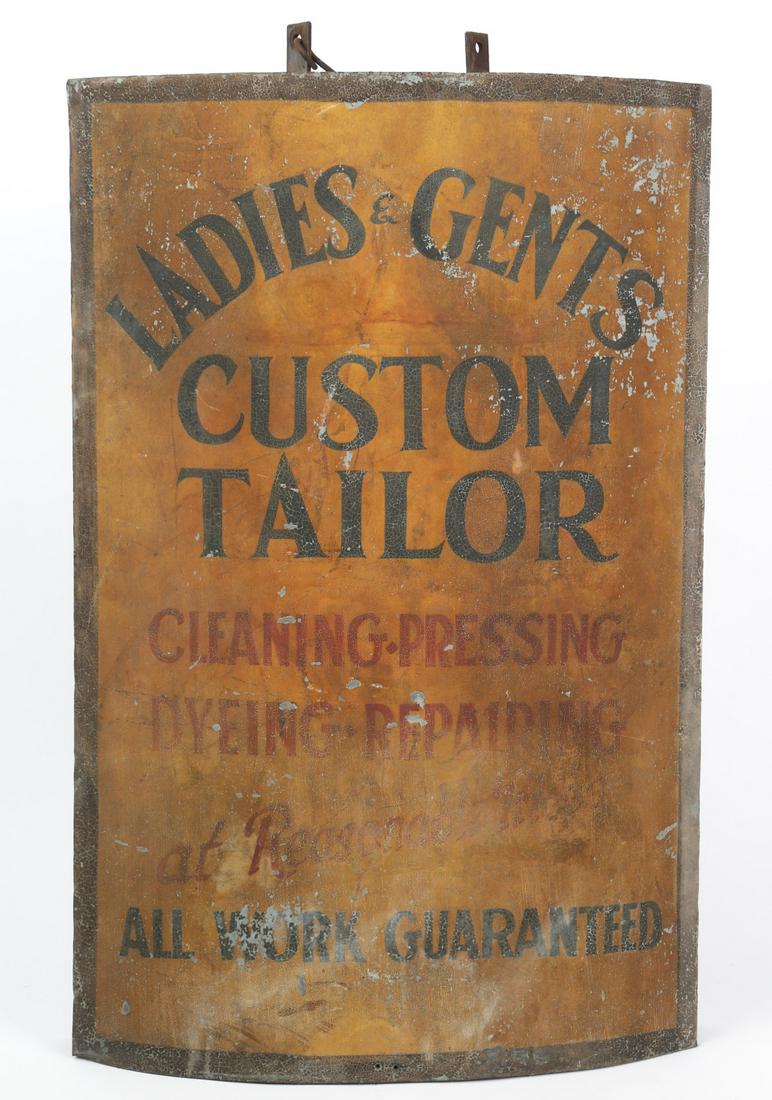 LADIES & GENTS
CUSTOM
TAILOR
CLEANING·PRESSING
DYEING·REPAIRING
at Reasonable
ALL WORK GUARANTEED